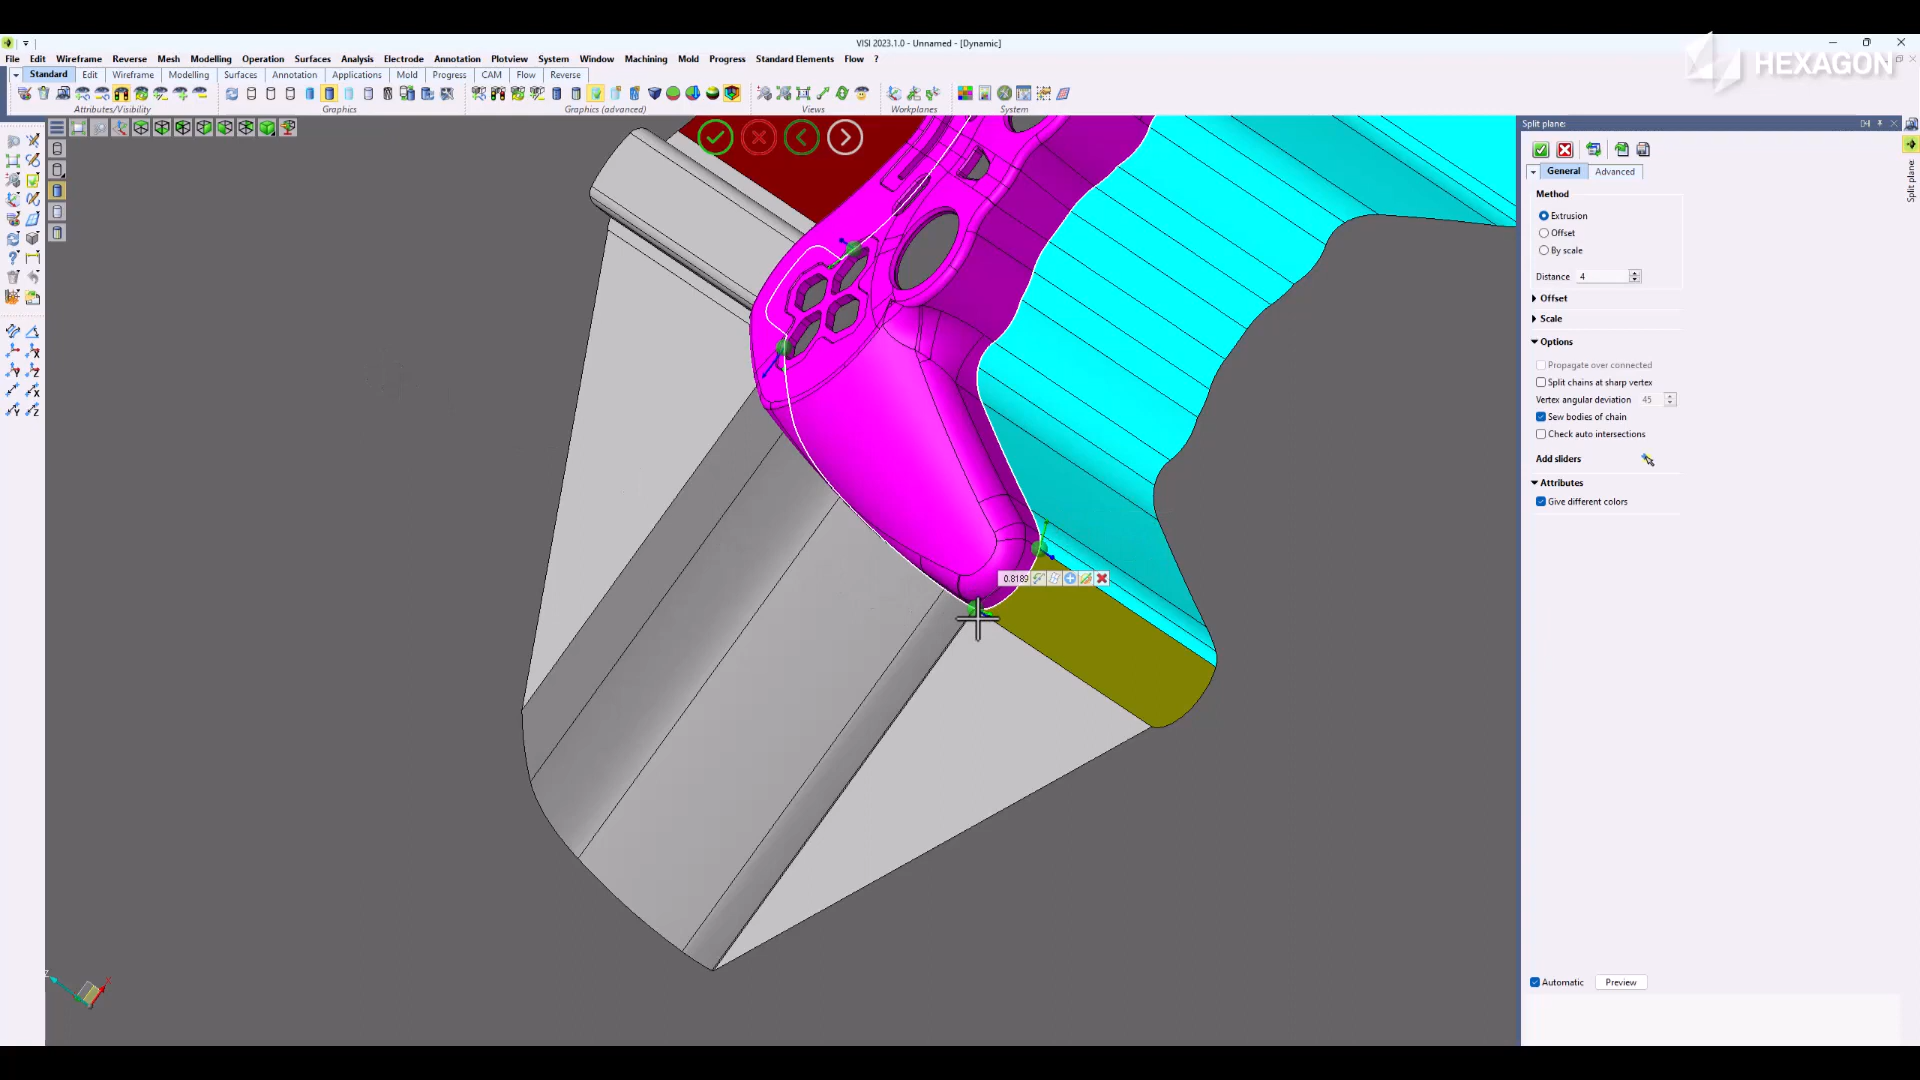 VISI 2023.1.0 - Unnamed - [Dynamic]
HEXAGON
File Edit Wireframe Reverse Mesh Modelling Operation Surfaces Analysis Electrode Annotation Plotview System Window Machining Mold Progress Standard Elements Flow ?
Standard Edit Wireframe Modelling Surfaces Annotation Applications Mold Progress CAM Flow Reverse
Attributes/Visibility Graphics Graphics (advanced) Views Workplanes System
Split plane:
Split plane:
General Advanced
Method
Extrusion
Offset
By scale
Distance 4
Offset
Scale
Options
Propagate over connected
Split chains at sharp vertex
Vertex angular deviation 45
Sew bodies of chain
Check auto intersections
Add sliders
Attributes
Give different colors
0.8189
Automatic Preview